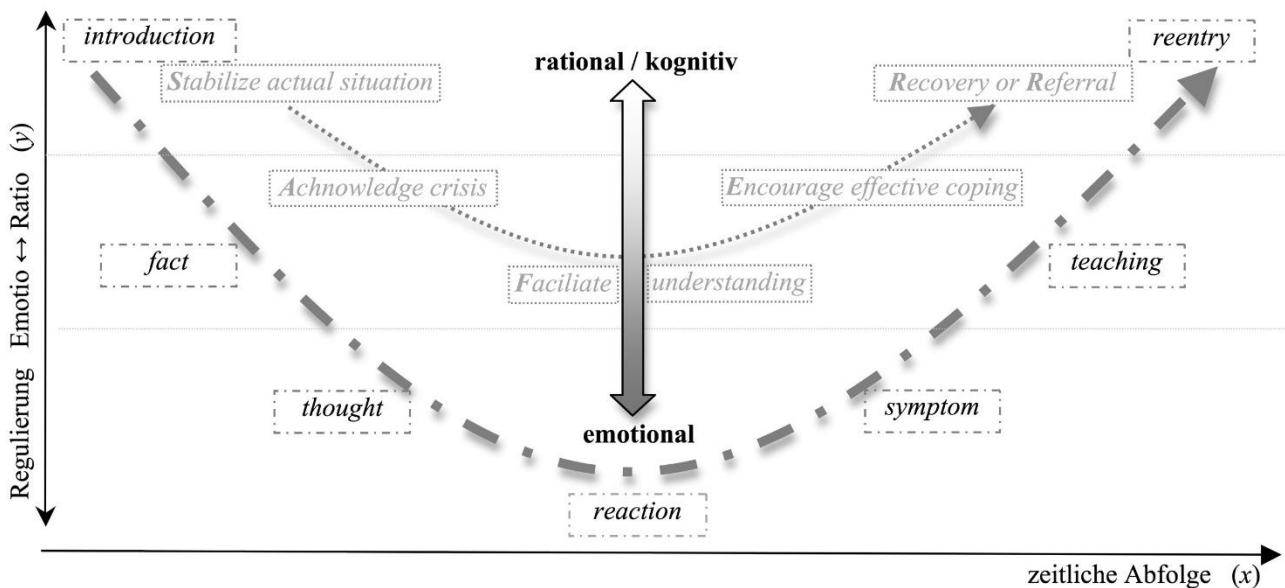 introduction
reentry
rational / kognitiv
Stabilize actual situation
Recovery or Referral
Achnowledge crisis
Encourage effective coping
fact
teaching
Faciliate understanding
thought
symptom
emotional
reaction
Regulierung Emotio ↔ Ratio (y)
zeitliche Abfolge (x)